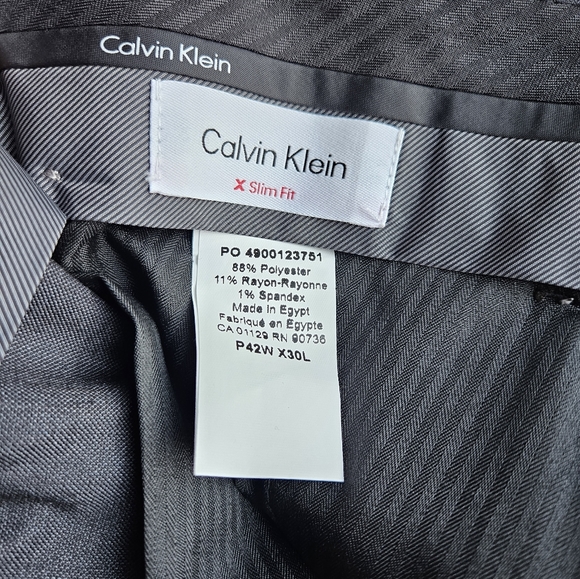 Calvin Klein
Calvin Klein
X Slim Fit
PO 4900123751
88% Polyester
11% Rayon-Rayonne
1% Spandex
Made In Egypt
Fabriqué en Égypte
CA 01129 RN 90736
P42W X30L